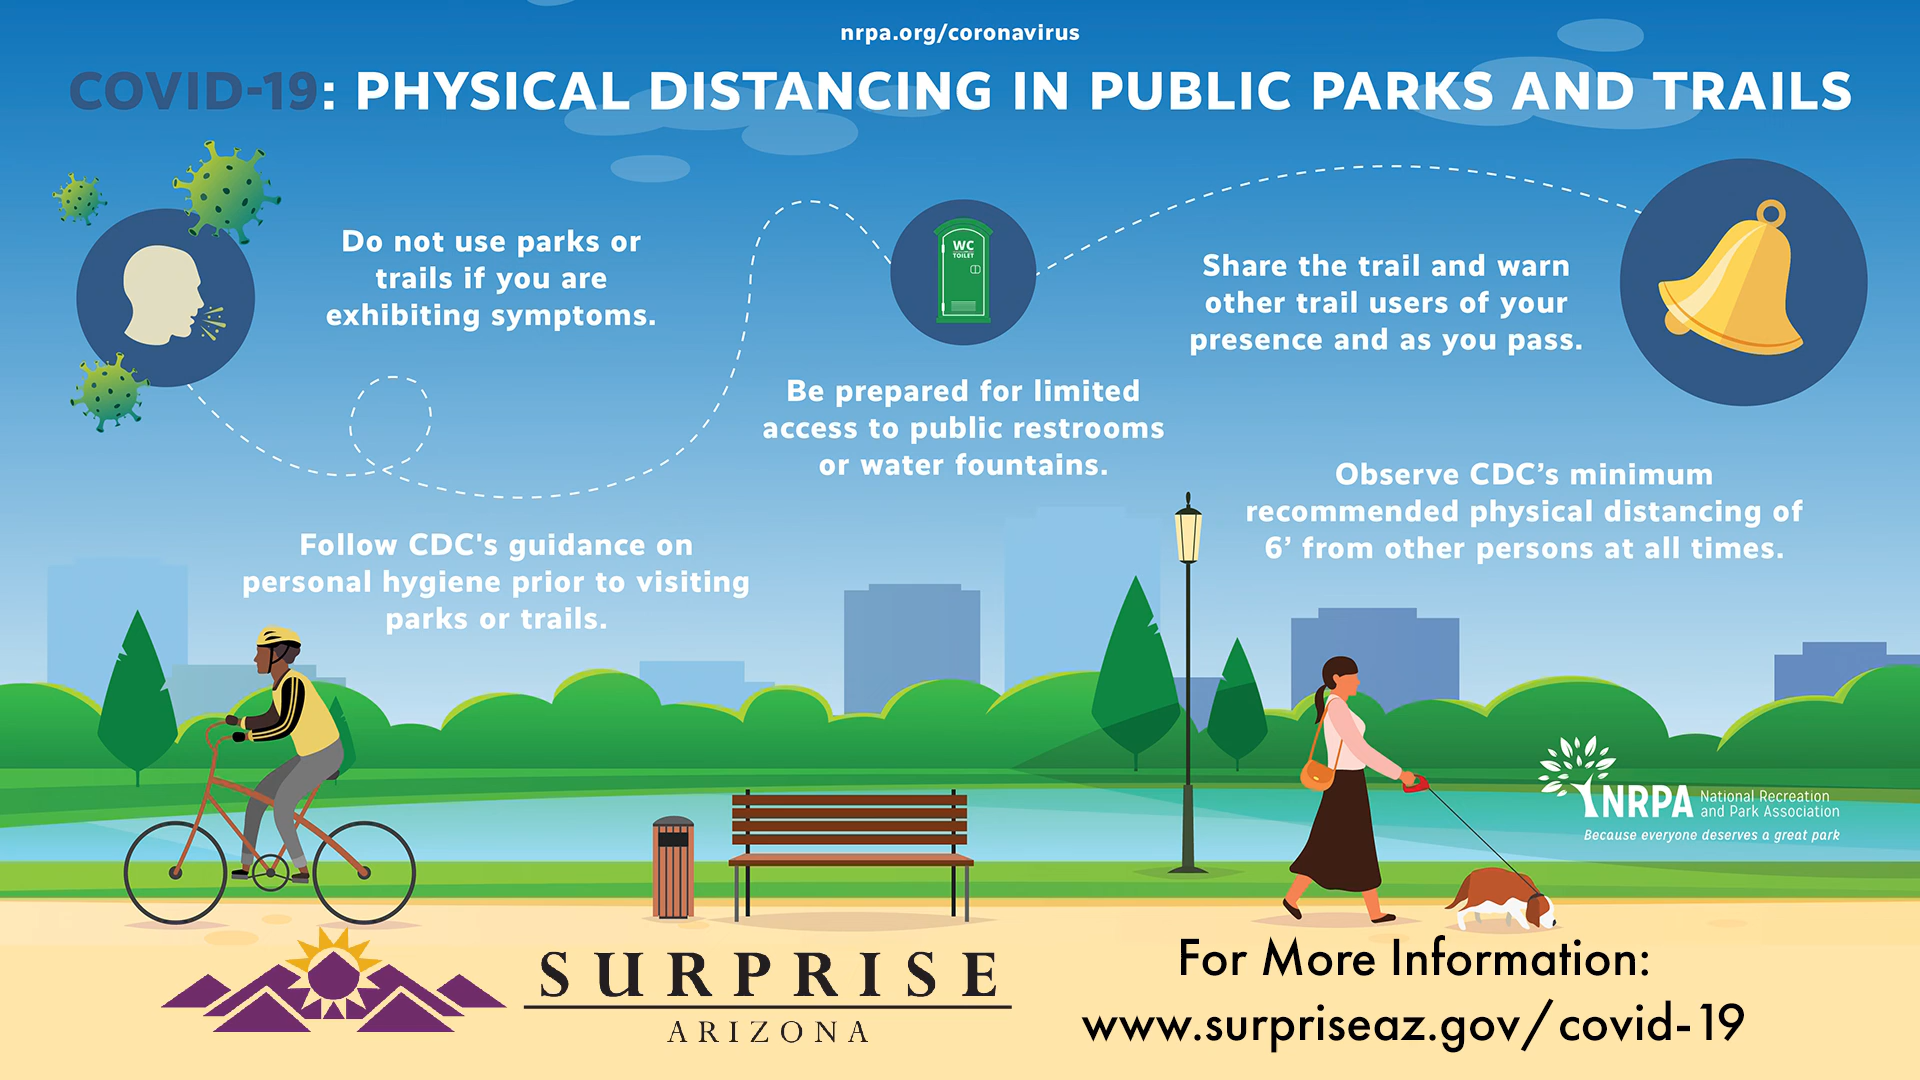 nrpa.org/coronavirus
COVID-19: PHYSICAL DISTANCING IN PUBLIC PARKS AND TRAILS
Do not use parks or
trails if you are
exhibiting symptoms.
Follow CDC's guidance on
personal hygiene prior to visiting
parks or trails.
WC
TOILET
Be prepared for limited
access to public restrooms
or water fountains.
Share the trail and warn
other trail users of your
presence and as you pass.
Observe CDC’s minimum
recommended physical distancing of
6’ from other persons at all times.
NRPA National Recreation
and Park Association
Because everyone deserves a great park
SURPRISE
ARIZONA
For More Information:
www.surpriseaz.gov/covid-19